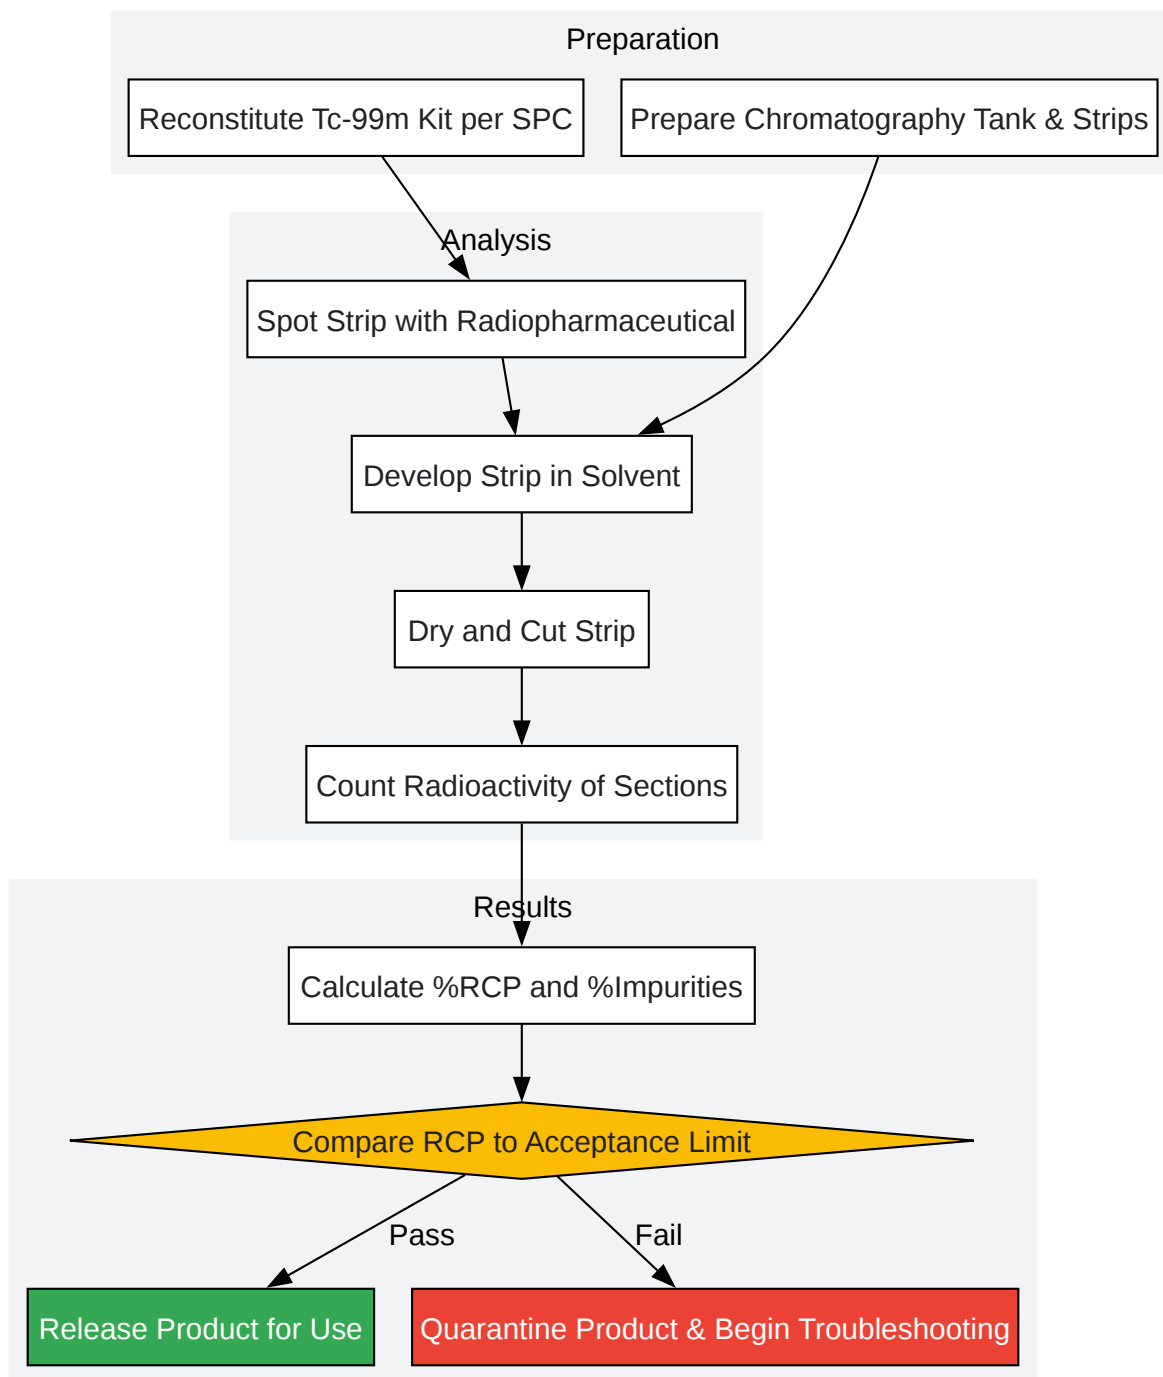 Preparation
Reconstitute Tc-99m Kit per SPC
Prepare Chromatography Tank & Strips
Analysis
Spot Strip with Radiopharmaceutical
Develop Strip in Solvent
Dry and Cut Strip
Count Radioactivity of Sections
Results
Calculate %RCP and %Impurities
Compare RCP to Acceptance Limit
Pass
Fail
Release Product for Use
Quarantine Product & Begin Troubleshooting